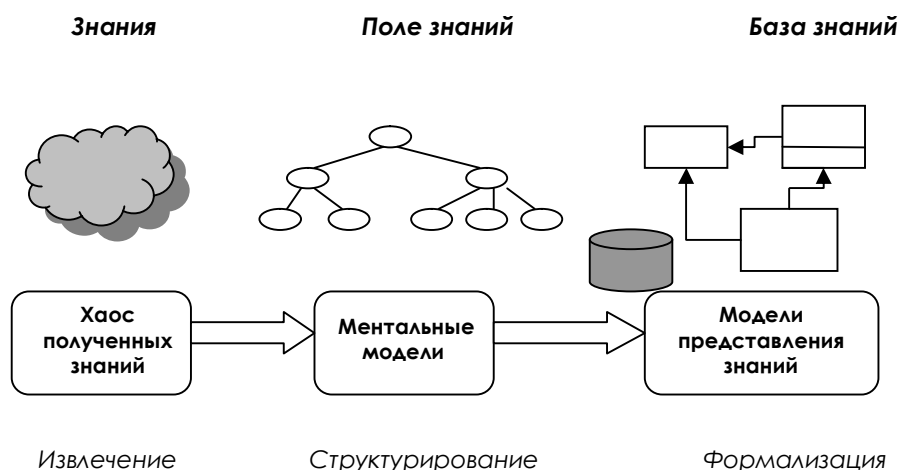 Знания
Поле знаний
База знаний
Хаос
полученных
знаний
Ментальные
модели
Модели
представления
знаний
Извлечение
Структурирование
Формализация